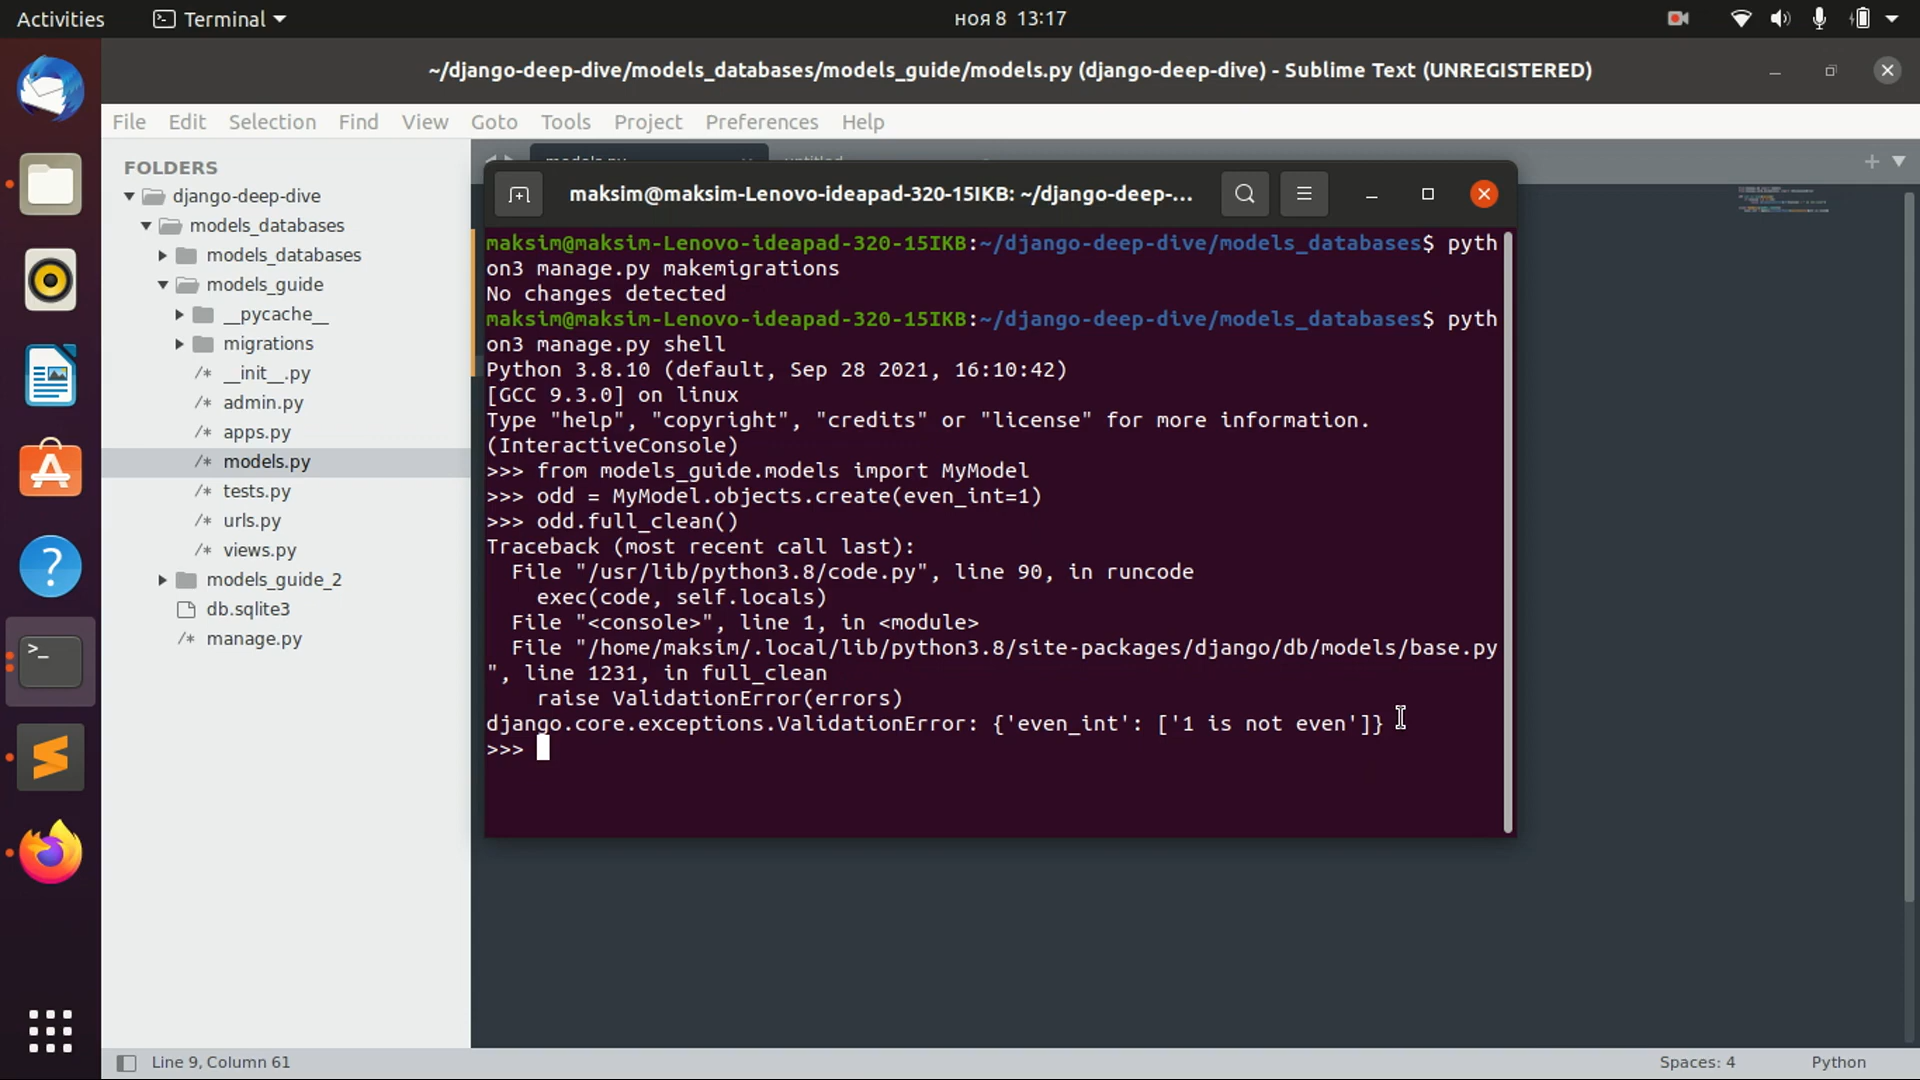 Activities
Terminal
ноя 8 13:17
~/django-deep-dive/models_databases/models_guide/models.py (django-deep-dive) - Sublime Text (UNREGISTERED)
File Edit Selection Find View Goto Tools Project Preferences Help
FOLDERS
django-deep-dive
models_databases
models_databases
models_guide
__pycache__
migrations
/* __init__.py
/* admin.py
/* apps.py
/* models.py
/* tests.py
/* urls.py
/* views.py
models_guide_2
db.sqlite3
/* manage.py
models.py
untitled
maksim@maksim-Lenovo-ideapad-320-15IKB: ~/django-deep-...
maksim@maksim-Lenovo-ideapad-320-15IKB:~/django-deep-dive/models_databases$ pyth
on3 manage.py makemigrations
No changes detected
maksim@maksim-Lenovo-ideapad-320-15IKB:~/django-deep-dive/models_databases$ pyth
on3 manage.py shell
Python 3.8.10 (default, Sep 28 2021, 16:10:42)
[GCC 9.3.0] on linux
Type "help", "copyright", "credits" or "license" for more information.
(InteractiveConsole)
>>> from models_guide.models import MyModel
>>> odd = MyModel.objects.create(even_int=1)
>>> odd.full_clean()
Traceback (most recent call last):
  File "/usr/lib/python3.8/code.py", line 90, in runcode
    exec(code, self.locals)
  File "<console>", line 1, in <module>
  File "/home/maksim/.local/lib/python3.8/site-packages/django/db/models/base.py
", line 1231, in full_clean
    raise ValidationError(errors)
django.core.exceptions.ValidationError: {'even_int': ['1 is not even']}
>>>
Line 9, Column 61
Spaces: 4
Python